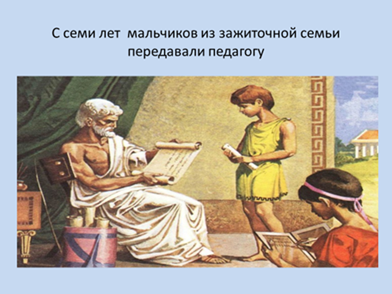 С семи лет мальчиков из зажиточной семьи
передавали педагогу